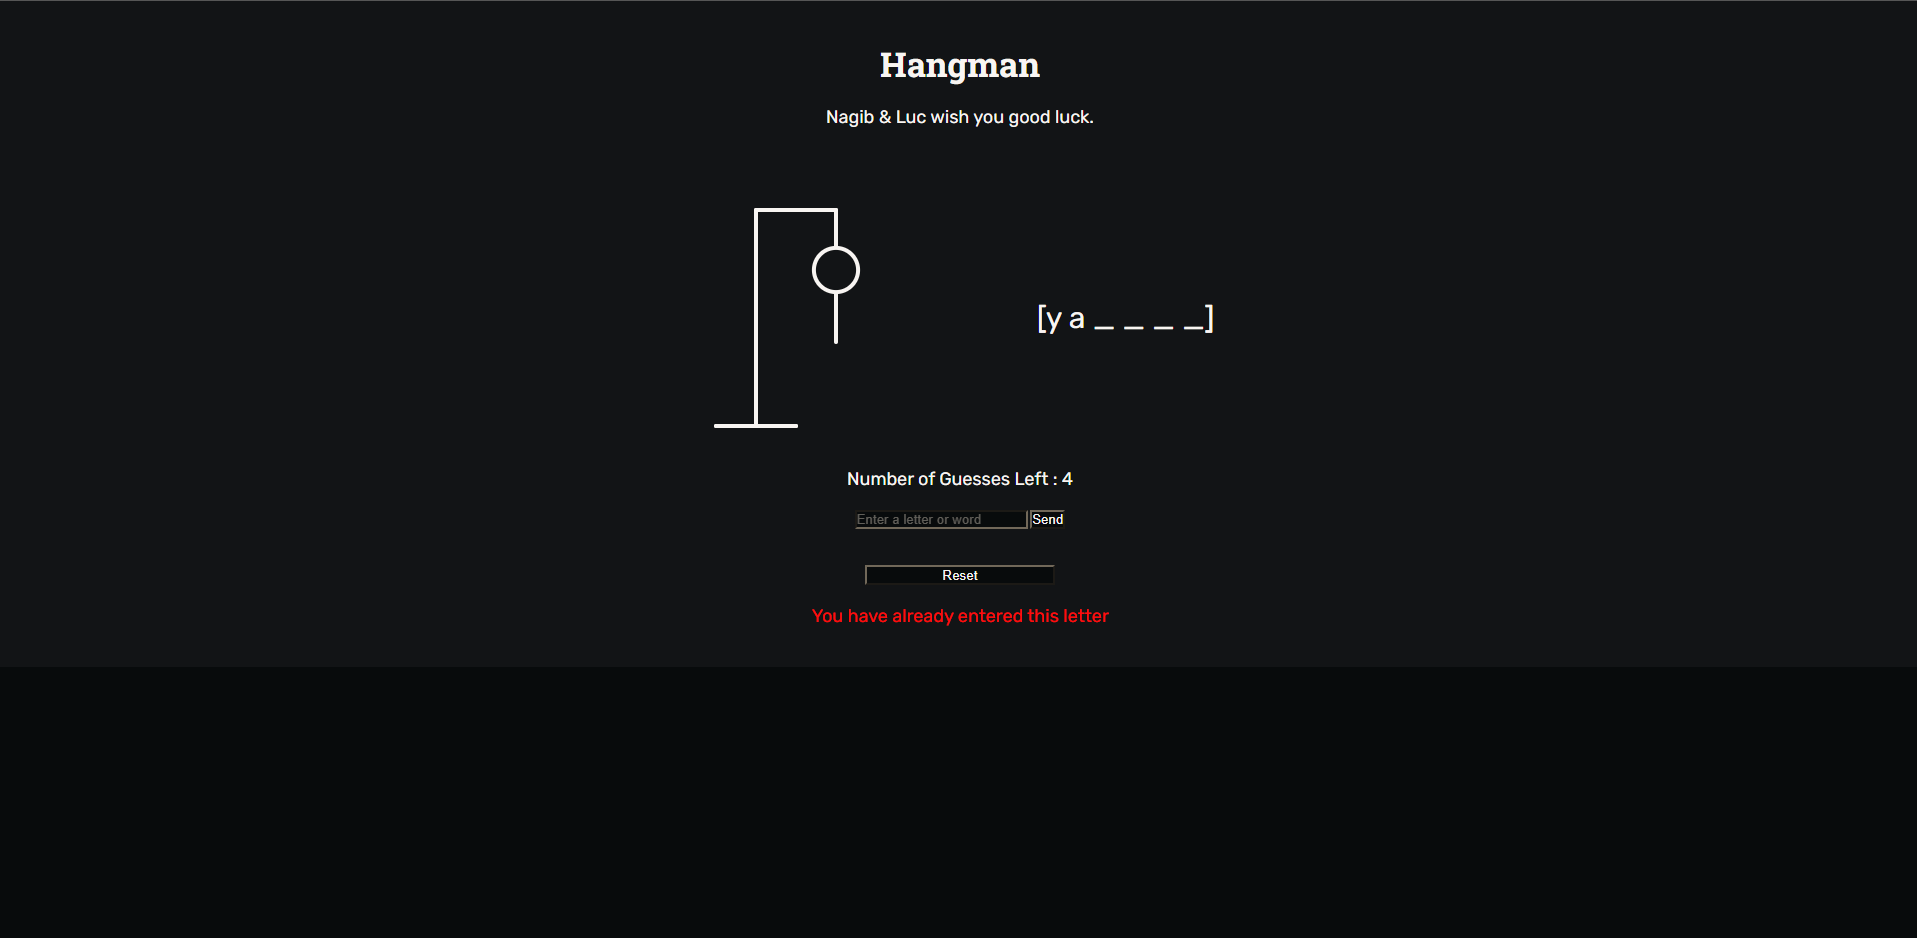 Hangman
Nagib & Luc wish you good luck.
[y a _ _ _ _]
Number of Guesses Left : 4
Enter a letter or word Send
Reset
You have already entered this letter